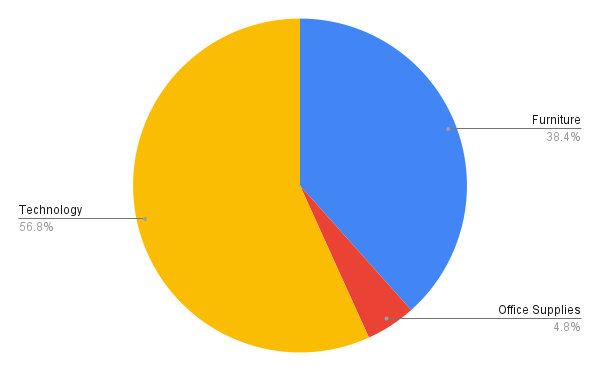 Furniture
38.4%
Technology
56.8%
Office Supplies
4.8%